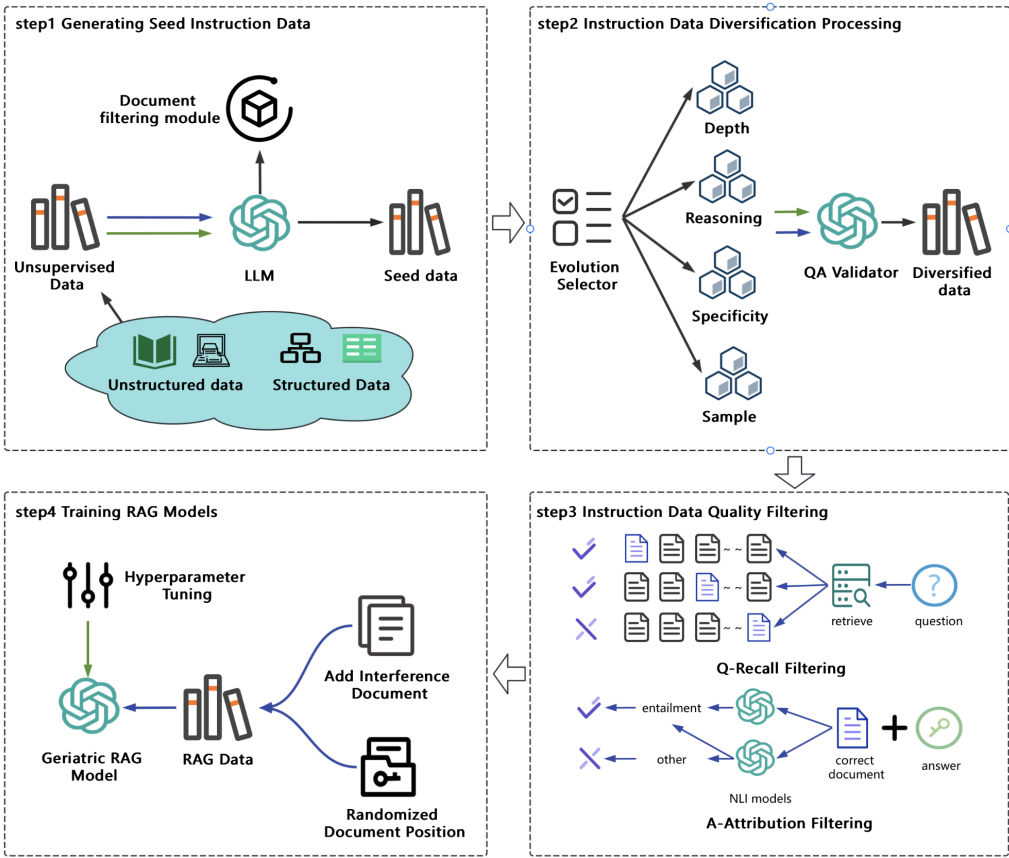 step1 Generating Seed Instruction Data
Document
filtering module
Unsupervised
Data
LLM
Seed data
Unstructured data
Structured Data
step2 Instruction Data Diversification Processing
Depth
Reasoning
Evolution
Selector
Specificity
Sample
QA Validator
Diversified
data
step3 Instruction Data Quality Filtering
~ ~
~ ~
~ ~
retrieve
?
question
Q-Recall Filtering
entailment
other
NLI models
correct
document
+
answer
A-Attribution Filtering
step4 Training RAG Models
Hyperparameter
Tuning
Add Interference
Document
Geriatric RAG
Model
RAG Data
Randomized
Document Position